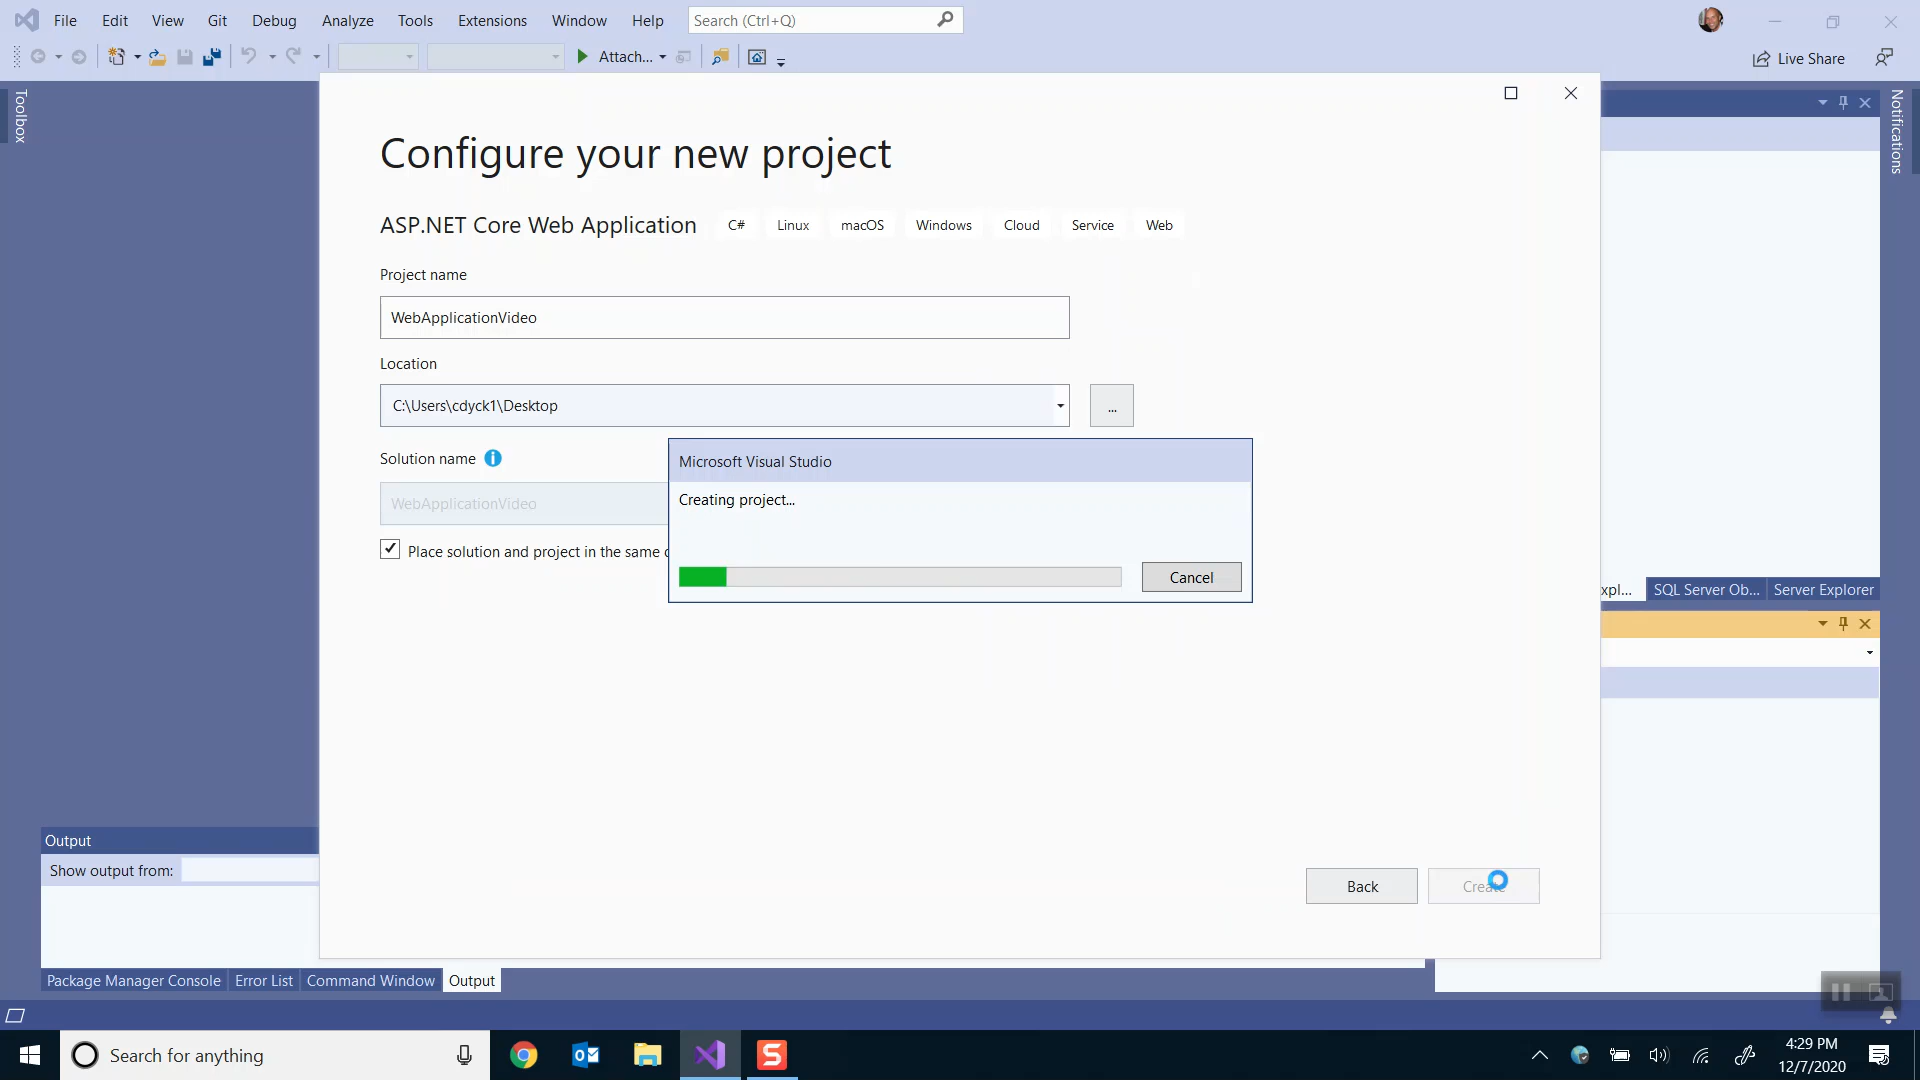 File Edit View Git Debug Analyze Tools Extensions Window Help Search (Ctrl+Q)
Attach... Live Share
Toolbox
Notifications
Configure your new project
ASP.NET Core Web Application C# Linux macOS Windows Cloud Service Web
Project name
WebApplicationVideo
Location
C:\Users\cdyck1\Desktop
...
Solution name
WebApplicationVideo
Place solution and project in the same
Microsoft Visual Studio
Creating project...
Cancel
xpl... SQL Server Ob... Server Explorer
Output
Show output from:
Back Create
Package Manager Console Error List Command Window Output
Search for anything
4:29 PM
12/7/2020